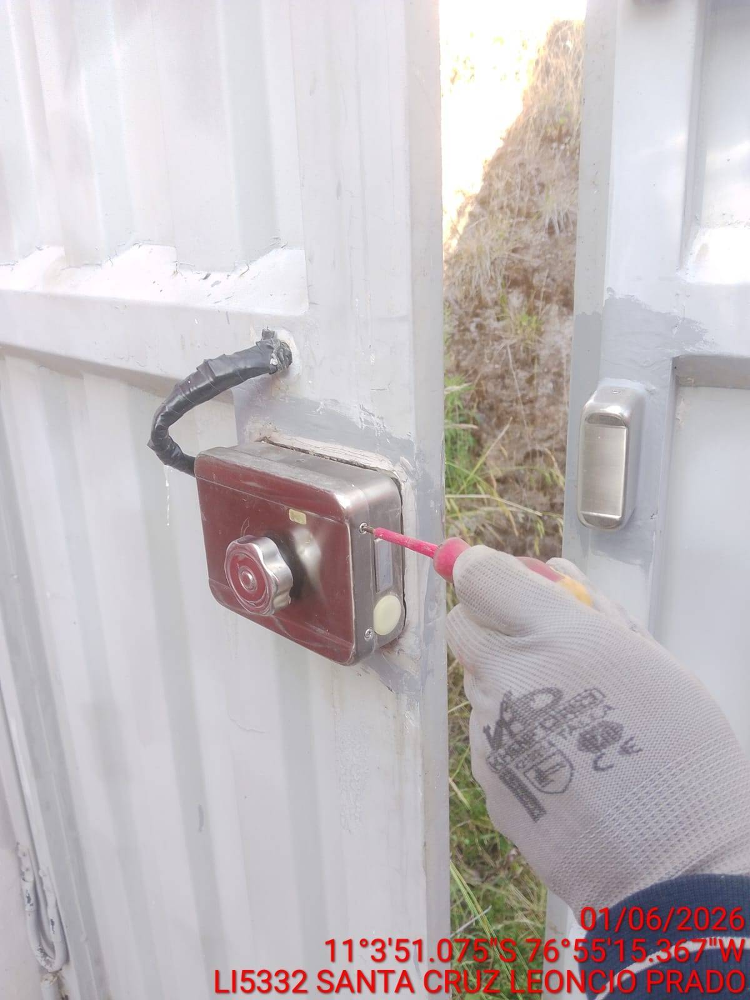 01/06/2026
11°3'51.075"S 76°55'15.367"W
LI5332 SANTA CRUZ LEONCIO PRADO